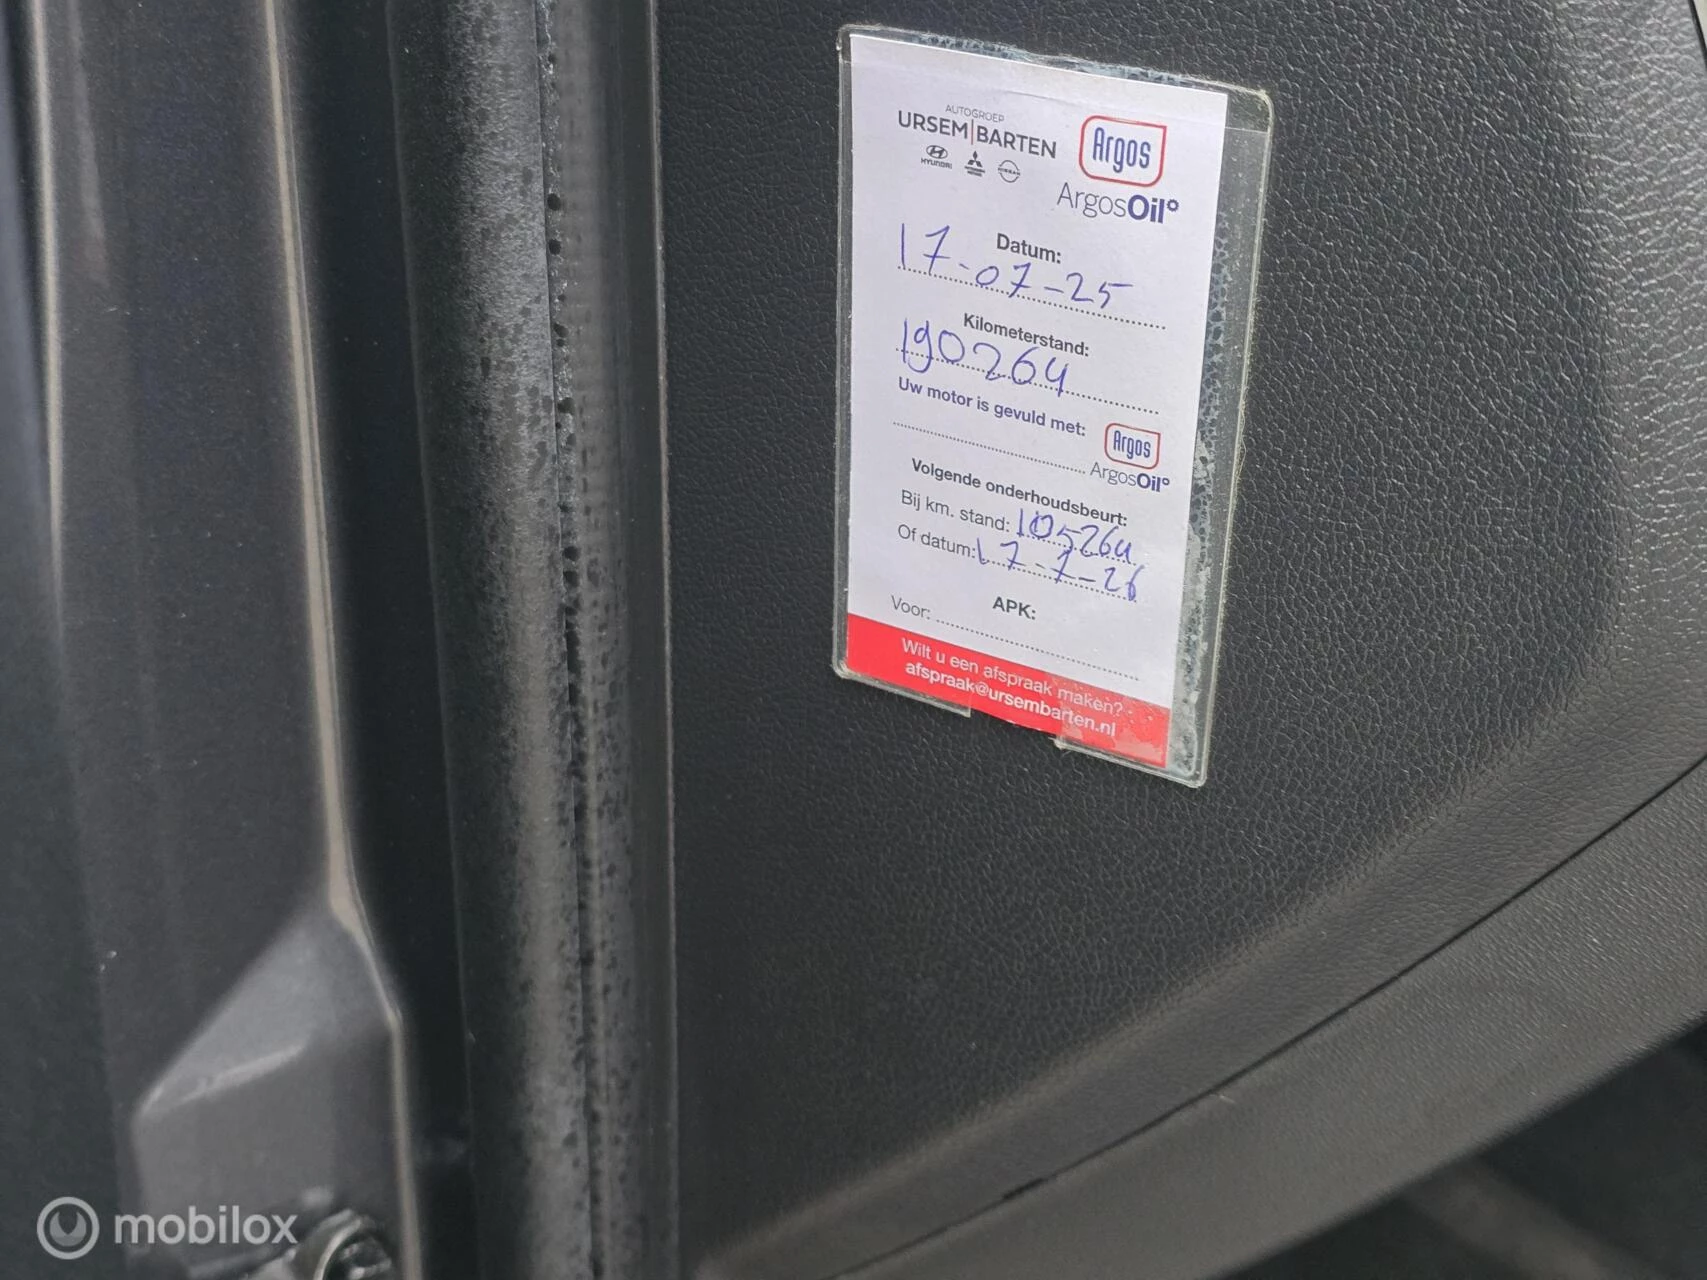 AUTOGROEP
URSEM|BARTEN
HYUNDAI
NISSAN
Argos
ArgosOil
Datum:
17-07-25
Kilometerstand:
190264
Uw motor is gevuld met:
Argos
ArgosOil
Volgende onderhoudsbeurt:
Bij km. stand: 105264
Of datum: 17-7-26
APK:
Voor:
Wilt u een afspraak maken?
afspraak@ursembarten.nl
mobilox